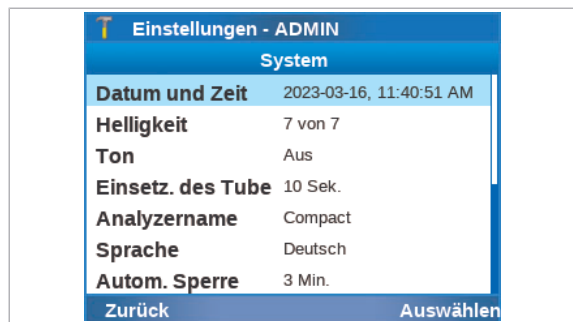 Einstellungen - ADMIN
System
Datum und Zeit 2023-03-16, 11:40:51 AM
Helligkeit 7 von 7
Ton Aus
Einsetz. des Tube 10 Sek.
Analyzername Compact
Sprache Deutsch
Autom. Sperre 3 Min.
Zurück Auswählen